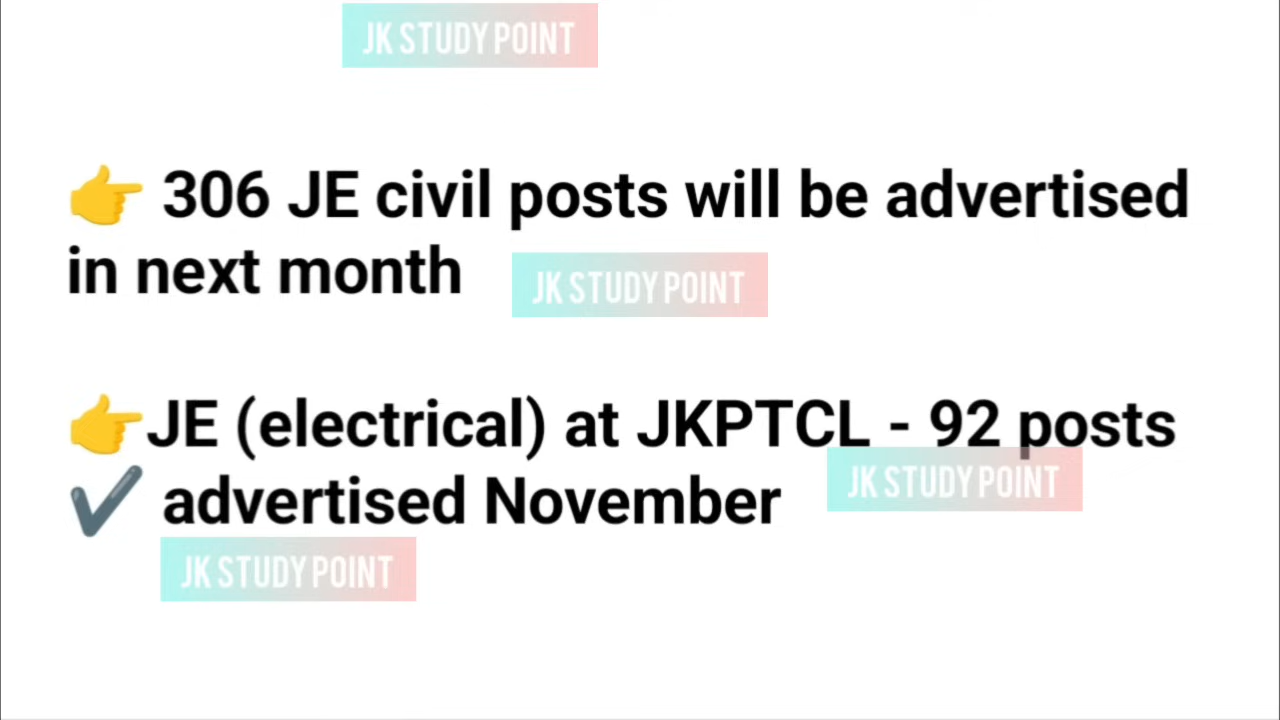 JK STUDY POINT
👉 306 JE civil posts will be advertised
in next month
JK STUDY POINT
👉JE (electrical) at JKPTCL - 92 posts
✔️ advertised November
JK STUDY POINT
JK STUDY POINT